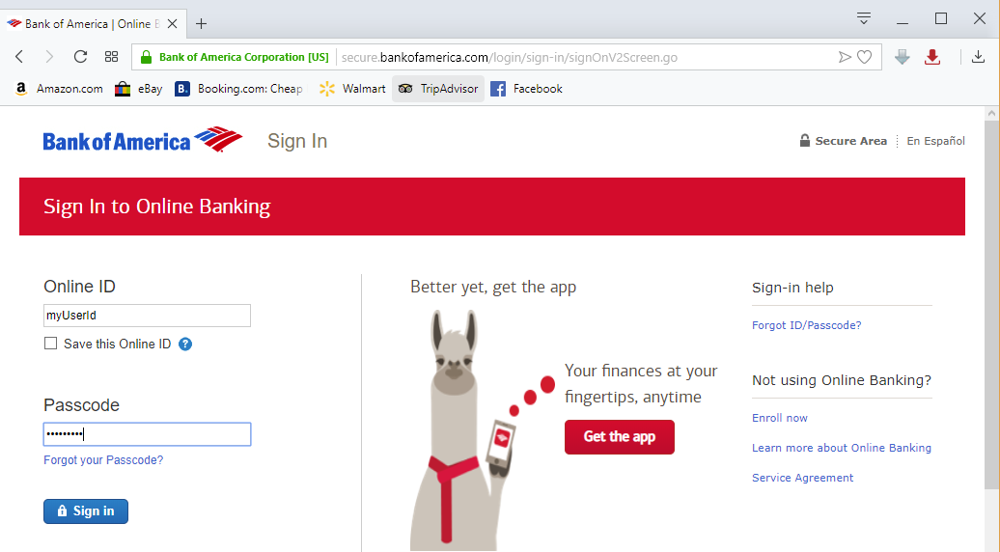 Bank of America | Online B
Bank of America Corporation [US] secure.bankofamerica.com/login/sign-in/signOnV2Screen.go
Amazon.com eBay Booking.com: Cheap Walmart TripAdvisor Facebook
Bank of America Sign In Secure Area En Español
Sign In to Online Banking
Online ID
myUserId
Save this Online ID ?
Passcode
•••••••••
Forgot your Passcode?
Sign in
Better yet, get the app
Your finances at your
fingertips, anytime
Get the app
Sign-in help
Forgot ID/Passcode?
Not using Online Banking?
Enroll now
Learn more about Online Banking
Service Agreement